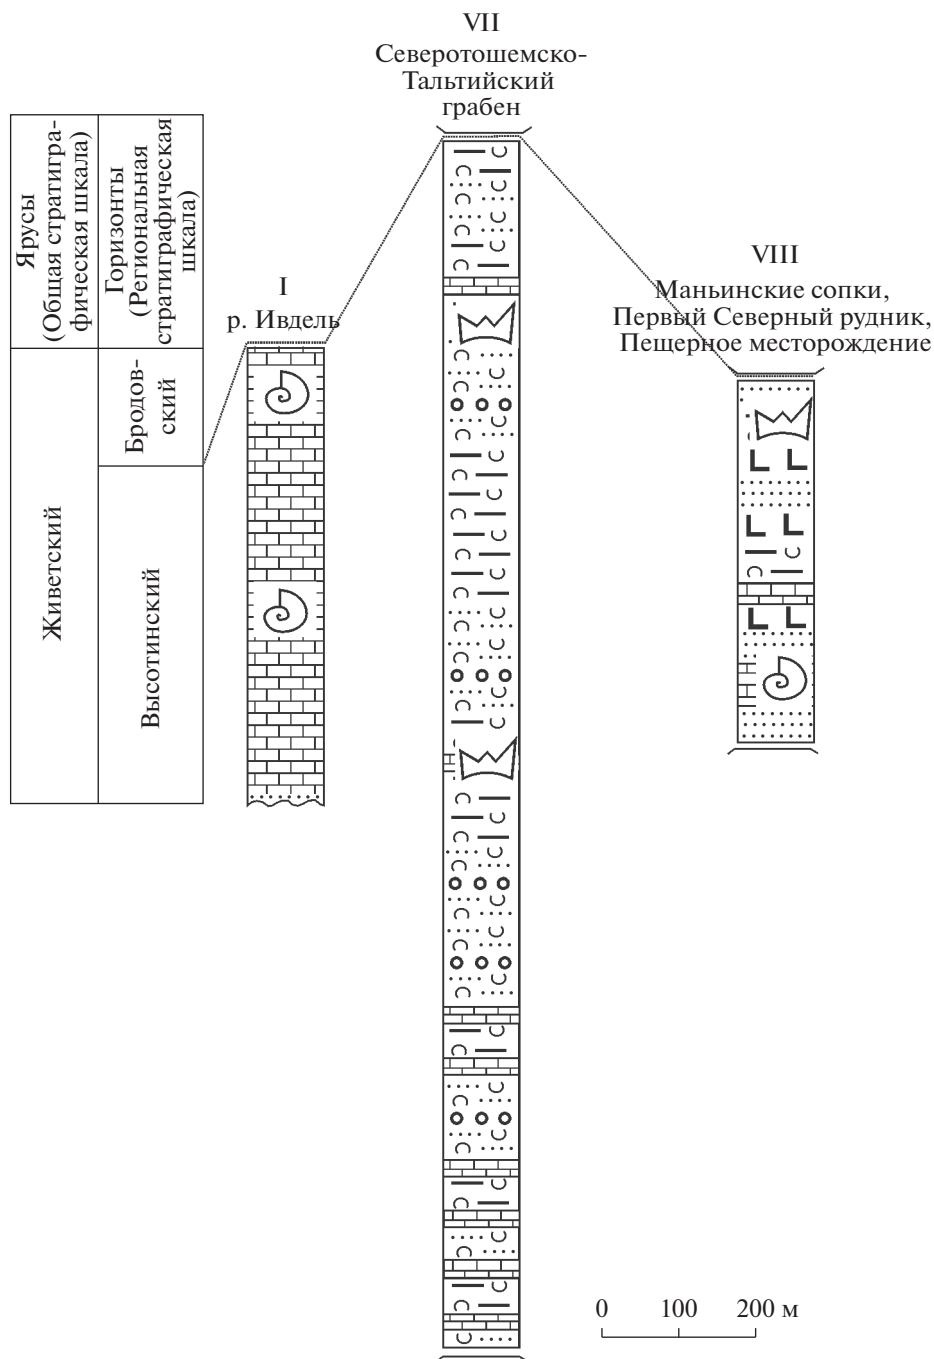 VII
Северотошемско-
Тальтийский
грабен
Ярусы
(Общая стратигра-
фическая шкала)
Горизонты
(Региональная
стратиграфическая
шкала)
I
р. Ивдель
VIII
Маньинские сопки,
Первый Северный рудник,
Пещерное месторождение
Живетский
Бродов-
ский
Высотинский
0 100 200 м